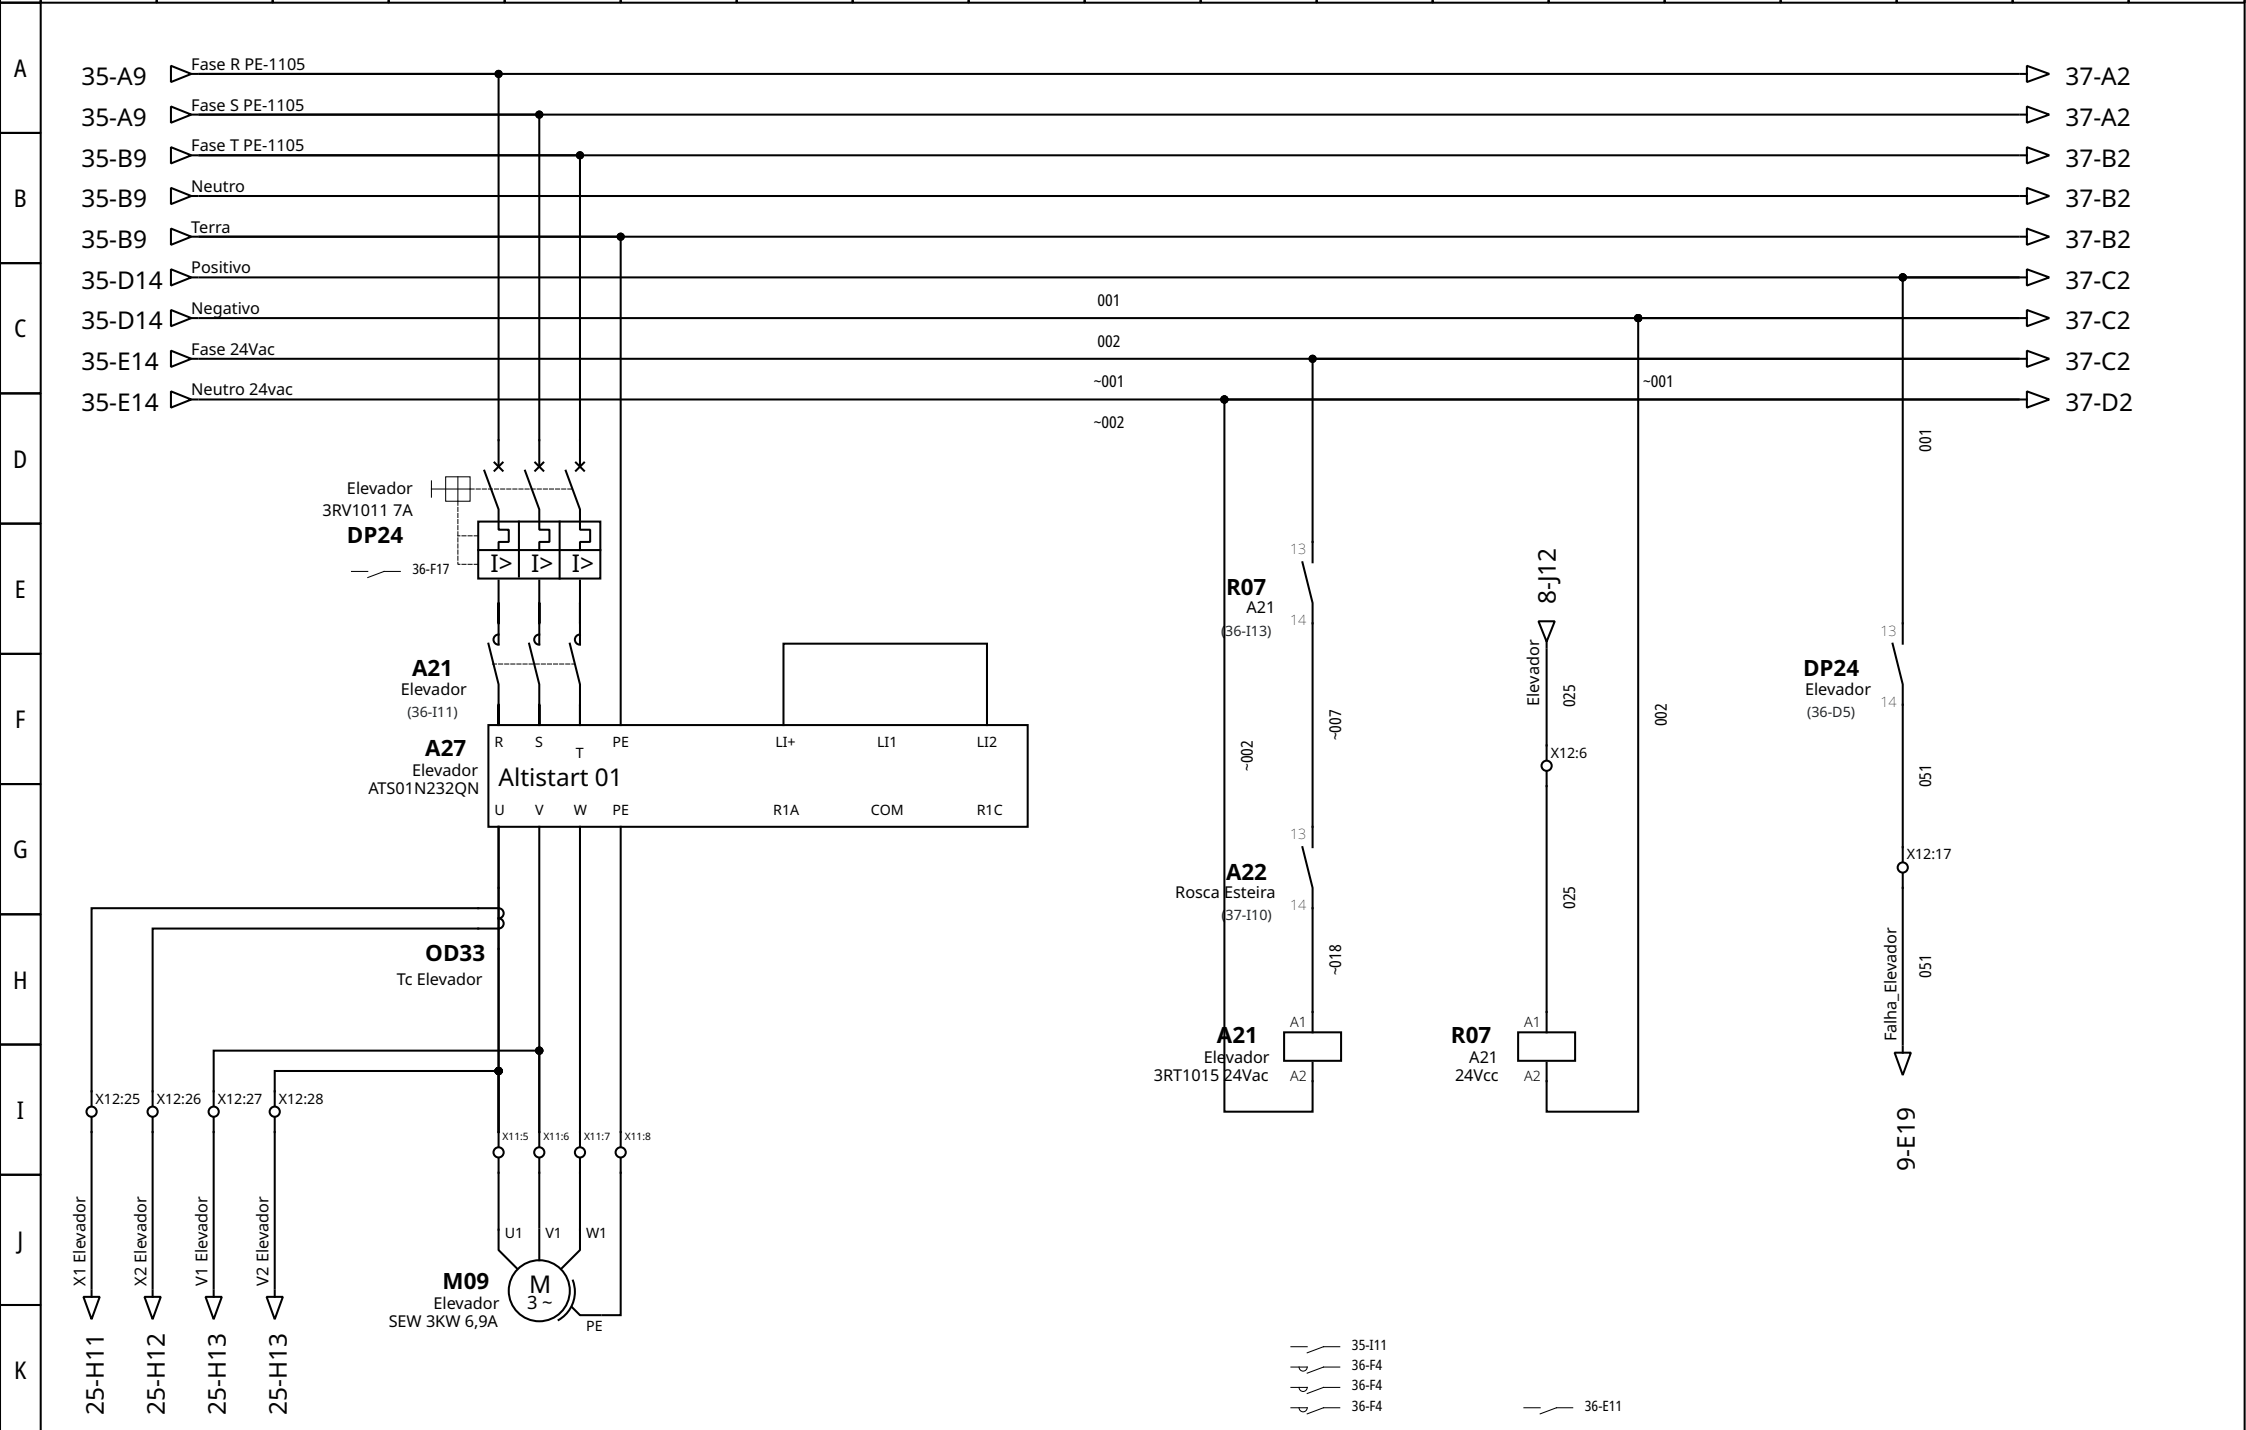 A
35-A9
Fase R PE-1105
37-A2
35-A9
Fase S PE-1105
37-A2
35-B9
Fase T PE-1105
37-B2
B
35-B9
Neutro
37-B2
35-B9
Terra
37-B2
35-D14
Positivo
37-C2
001
C
35-D14
Negativo
37-C2
002
35-E14
Fase 24Vac
37-C2
~001
~001
35-E14
Neutro 24vac
37-D2
~002
D
001
Elevador
3RV1011 7A
DP24
36-F17
I>
I>
I>
E
13
R07
A21
14
(36-I13)
8-J12
Elevador
025
002
~007
~002
13
DP24
Elevador
14
(36-D5)
A21
Elevador
(36-I11)
F
A27
Elevador
ATS01N232QN
R
S
T
PE
LI+
LI1
LI2
Altistart 01
U
V
W
PE
R1A
COM
R1C
X12:6
051
G
13
A22
Rosca Esteira
14
(37-I10)
025
X12:17
OD33
Tc Elevador
H
~018
Falha_Elevador
051
A1
A21
Elevador
3RT1015 24Vac
A2
A1
R07
A21
24Vcc
A2
I
X12:25
X12:26
X12:27
X12:28
X11:5
X11:6
X11:7
X11:8
9-E19
J
X1 Elevador
X2 Elevador
V1 Elevador
V2 Elevador
U1
V1
W1
M09
Elevador
SEW 3KW 6,9A
M
3 ~
PE
K
25-H11
25-H12
25-H13
25-H13
35-I11
36-F4
36-F4
36-F4
36-E11